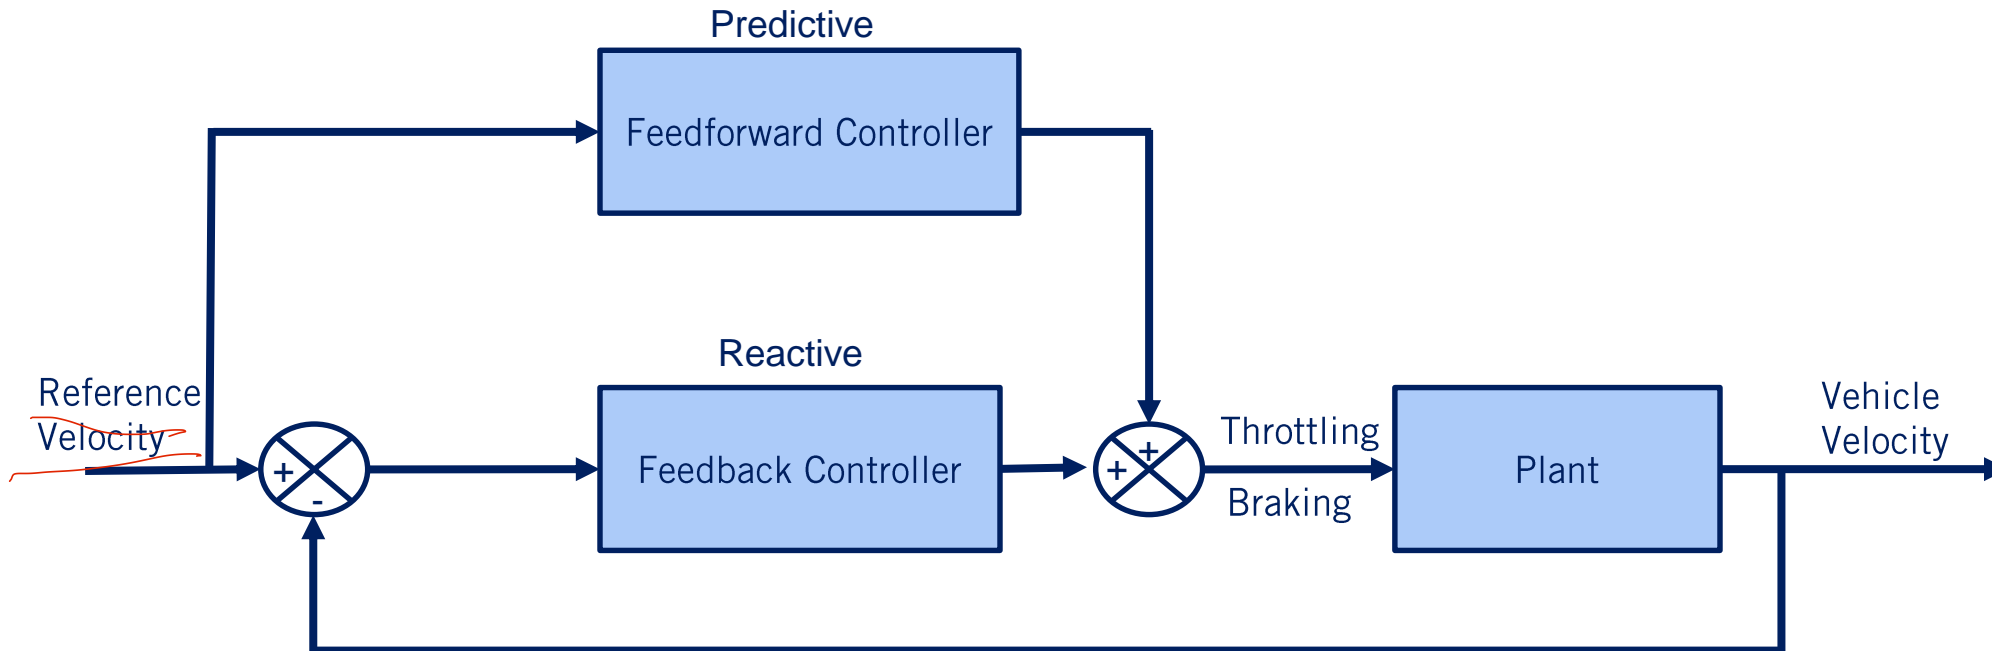 Predictive
Feedforward Controller
Reactive
Reference
Velocity
+
-
Feedback Controller
+
+
Throttling
Braking
Plant
Vehicle
Velocity